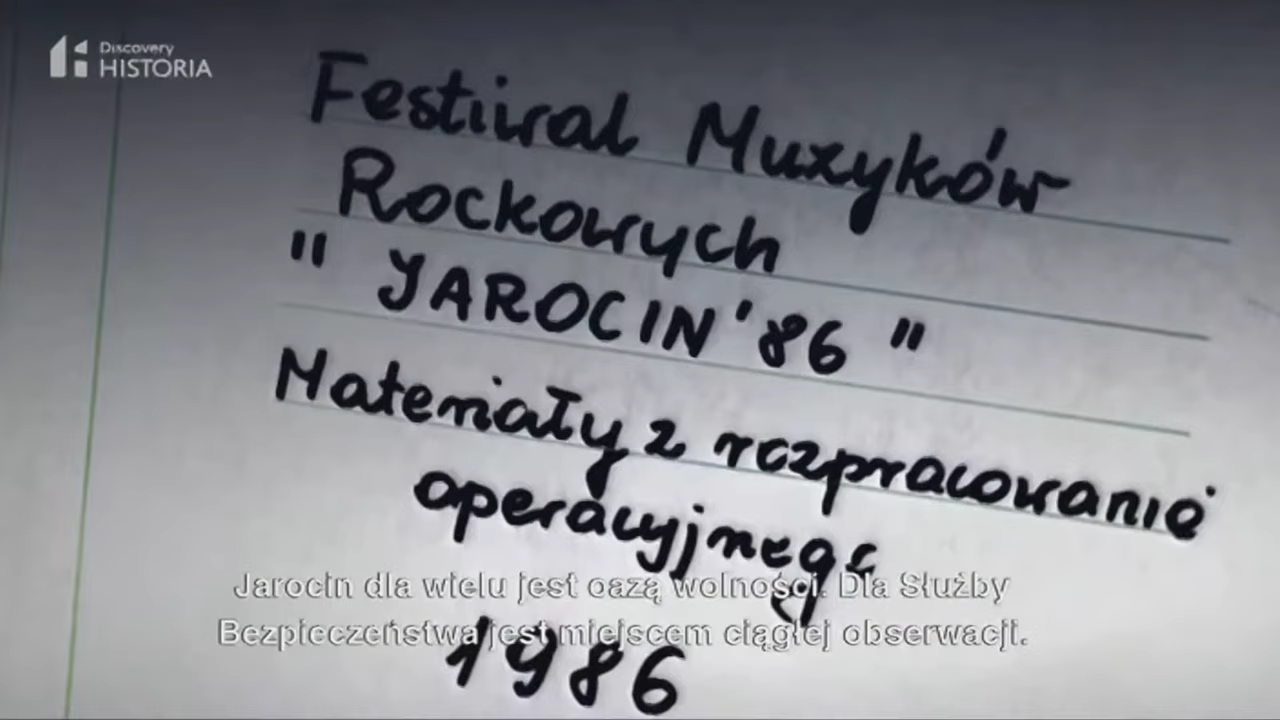 Discovery
HISTORIA
Festiwal Muzyków
Rockowych
" JAROCIN '86 "
Materiały z rozpracowanie
operacyjnego
Jarocin dla wielu jest oazą wolności. Dla Służby
Bezpieczeństwa jest miejscem ciągłej obserwacji.
1986